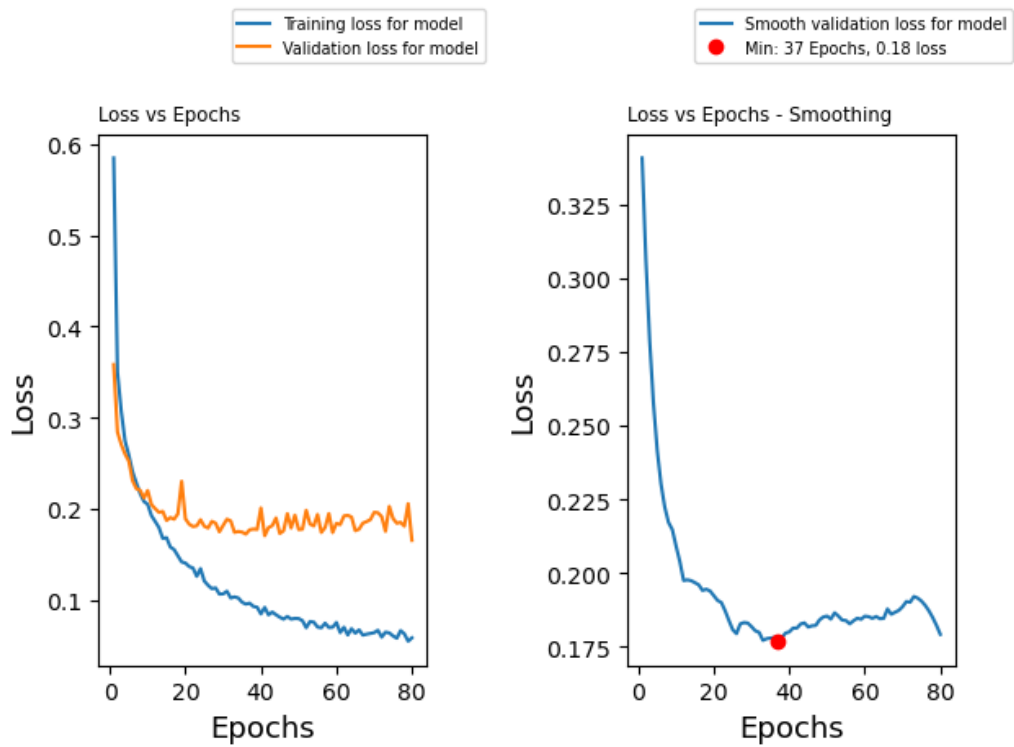 Training loss for model
Validation loss for model
Loss vs Epochs
0.6
0.5
0.4
0.3
0.2
0.1
Loss
0 20 40 60 80
Epochs
Smooth validation loss for model
Min: 37 Epochs, 0.18 loss
Loss vs Epochs - Smoothing
0.325
0.300
0.275
0.250
0.225
0.200
0.175
Loss
0 20 40 60 80
Epochs